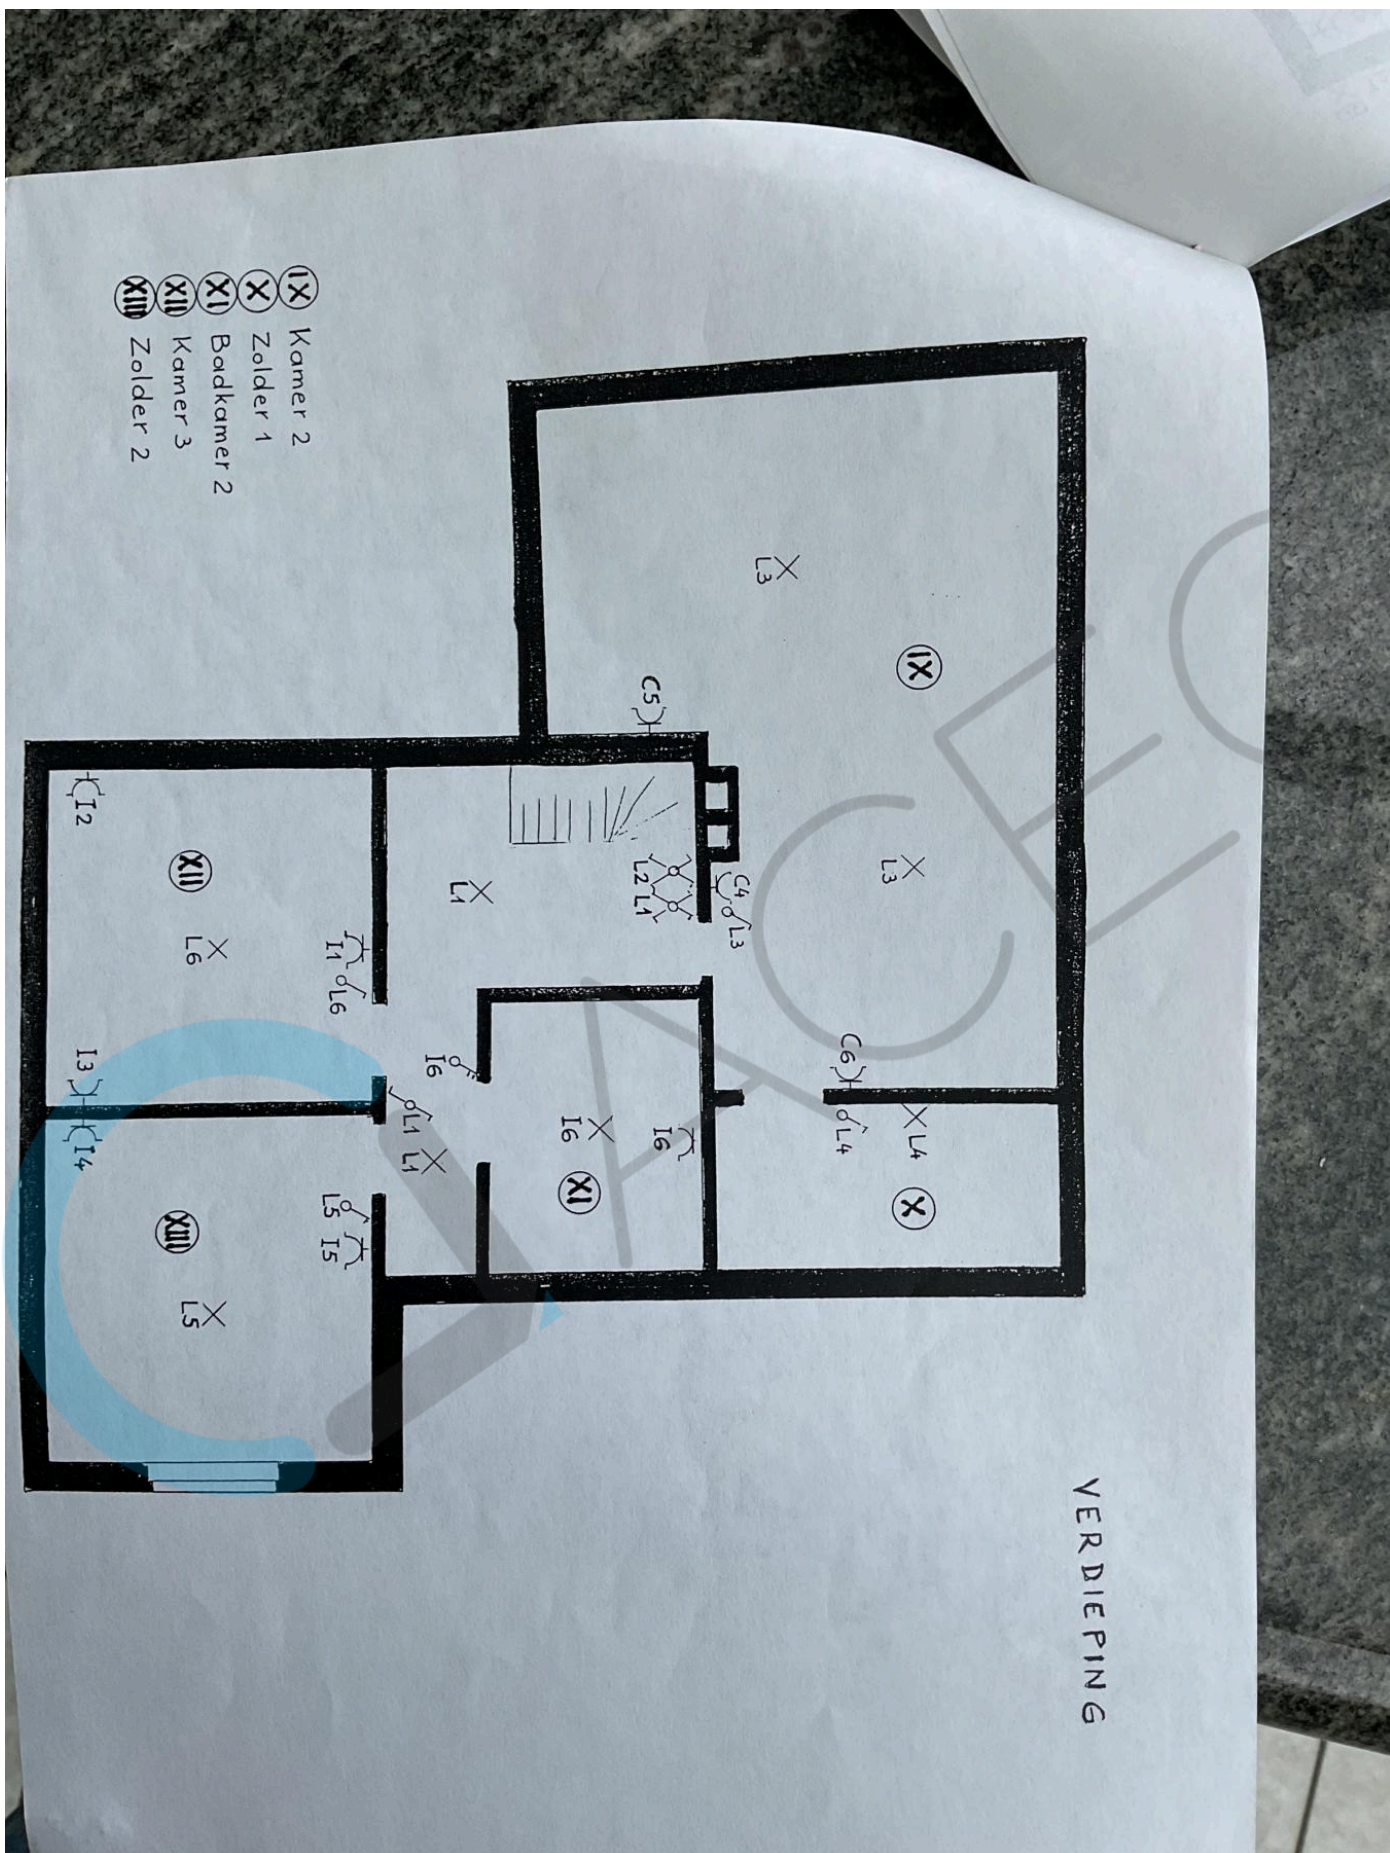 VERDIEPING
IX
L3
L3
C5
C4
L3
C6
L4
L4
X
L2
L1
L1
I6
I6
I6
XI
L1
L1
I2
XII
L6
I1
L6
I3
I4
L5
I5
XIII
L5
IX Kamer 2
X Zolder 1
XI Badkamer 2
XII Kamer 3
XIII Zolder 2